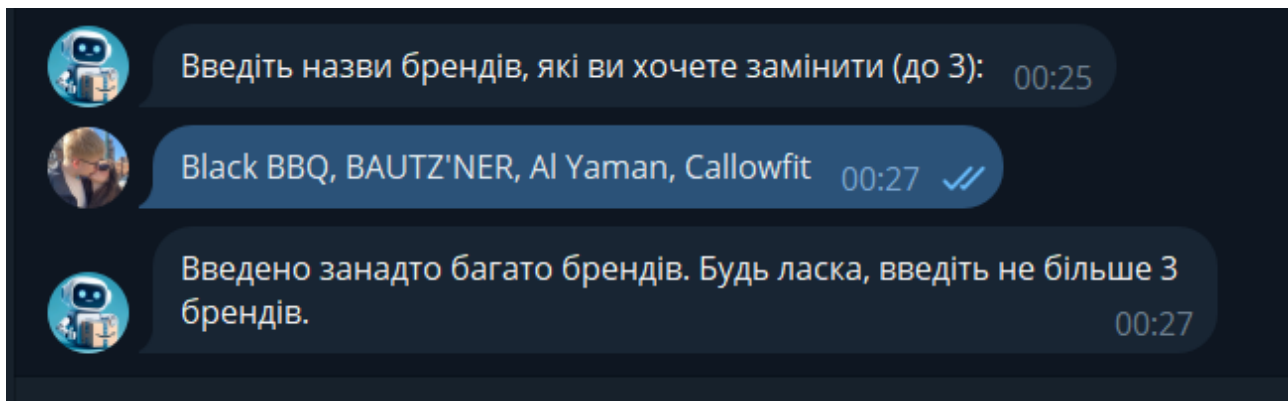 Введіть назви брендів, які ви хочете замінити (до 3): 00:25
Black BBQ, BAUTZ'NER, Al Yaman, Callowfit 00:27
Введено занадто багато брендів. Будь ласка, введіть не більше 3
брендів. 00:27